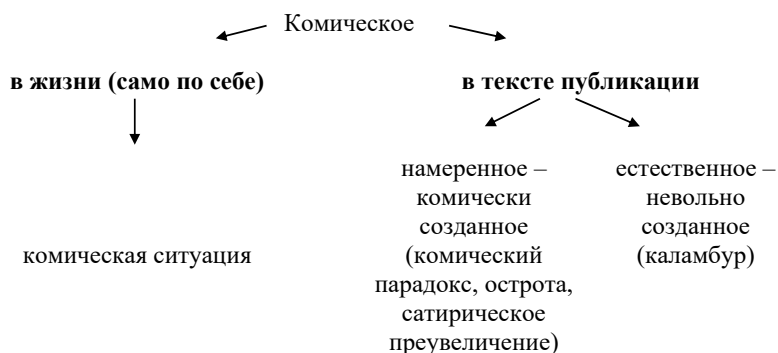 Комическое
в жизни (само по себе)
в тексте публикации
комическая ситуация
намеренное –
комически
созданное
(комический
парадокс, острота,
сатирическое
преувеличение)
естественное –
невольно
созданное
(каламбур)